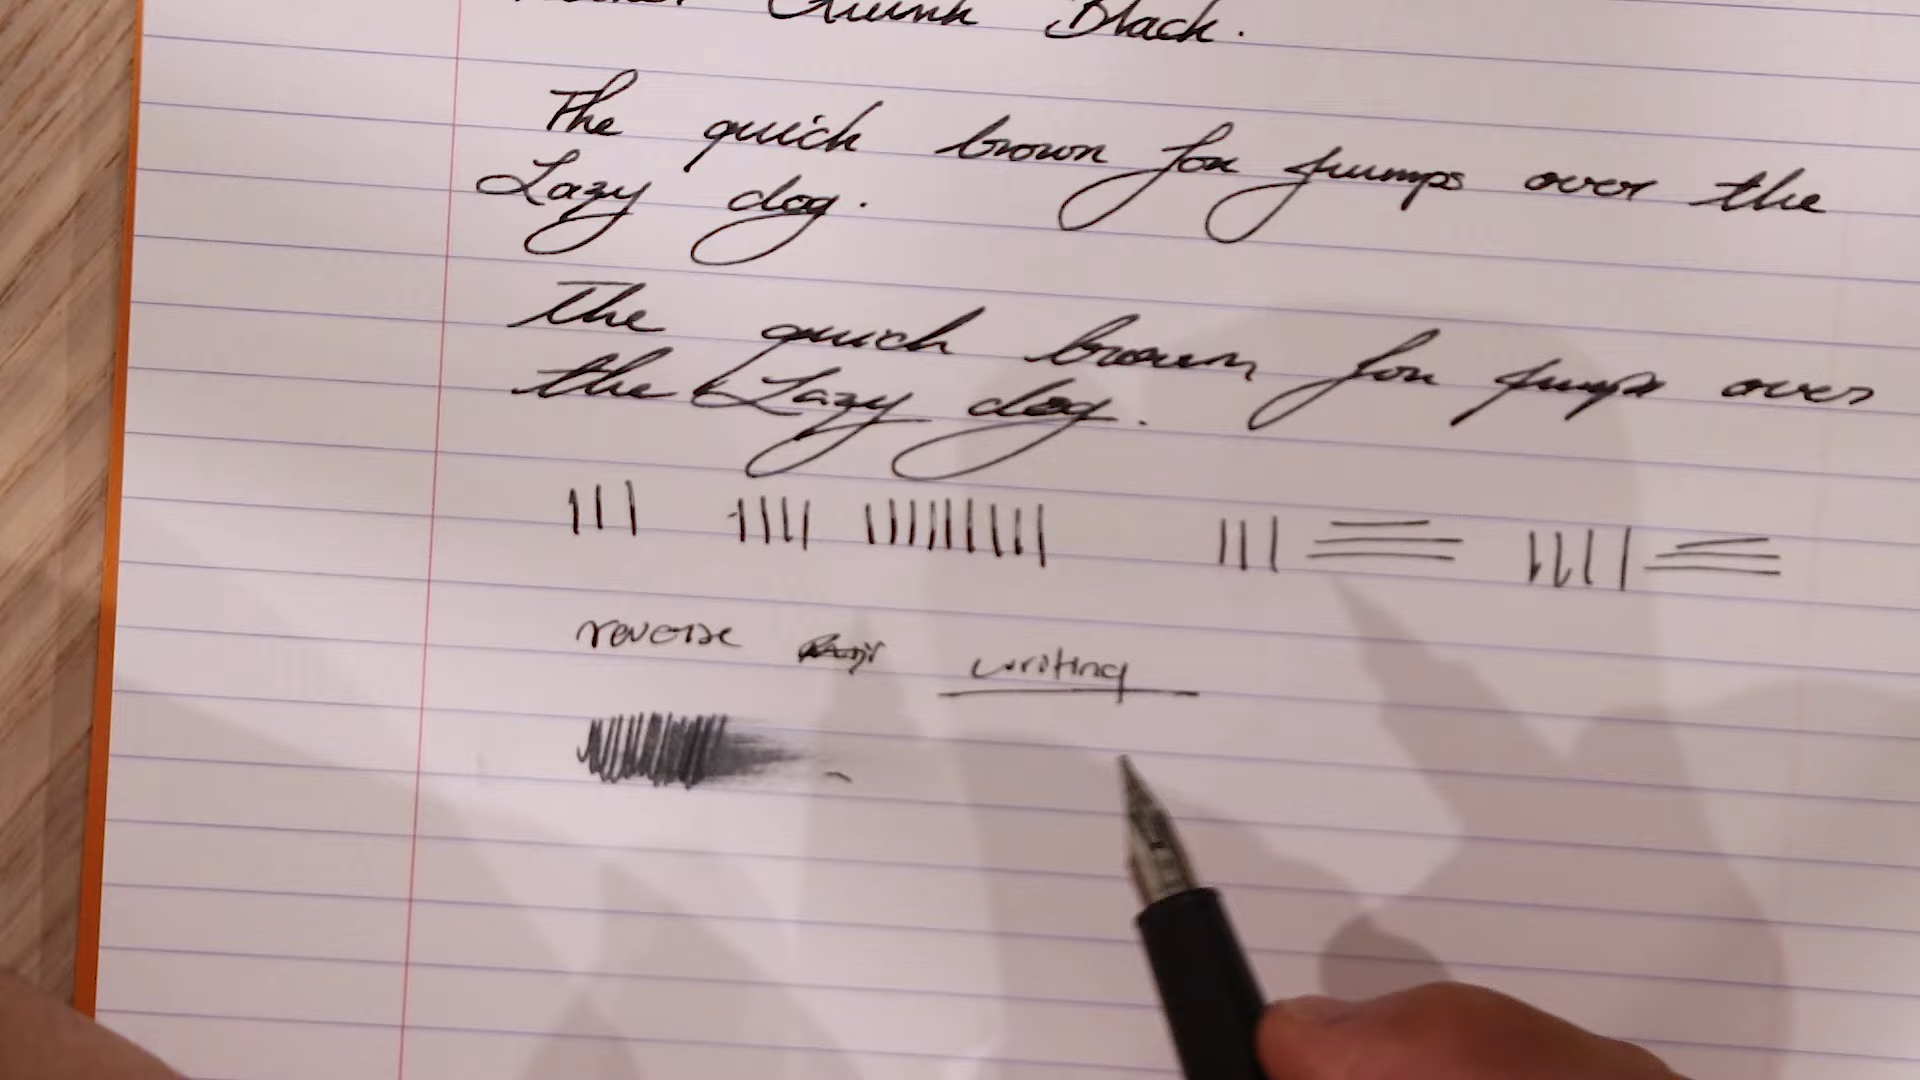 Quink Black.
The quick brown fox jumps over the
Lazy dog.
The quick brown fox jumps over
the Lazy dog.
reverse writing